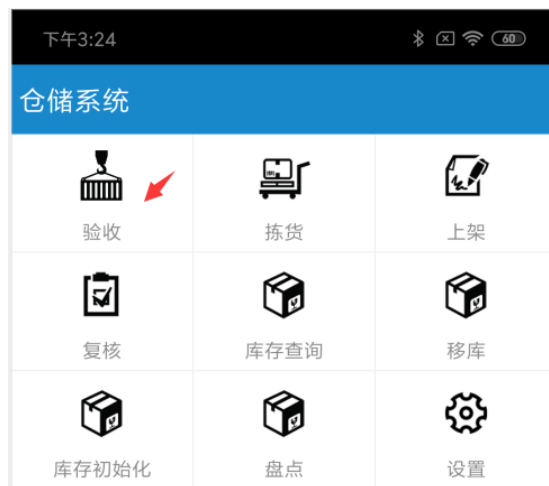 下午3:24 60
仓储系统
验收 拣货 上架
复核 库存查询 移库
库存初始化 盘点 设置